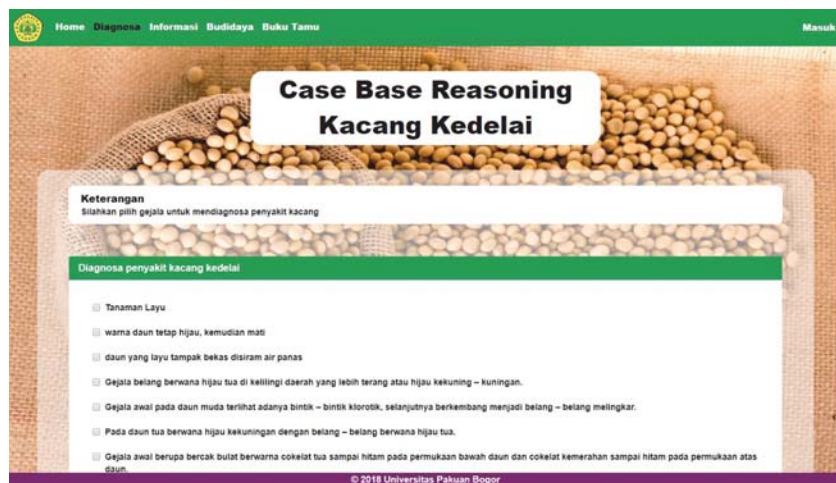 Home Diagnosa Informasi Budidaya Buku Tamu Masuk
Case Base Reasoning
Kacang Kedelai
Keterangan
Silahkan pilih gejala untuk mendiagnosa penyakit kacang
Diagnosa penyakit kacang kedelai
Tanaman Layu
warna daun tetap hijau, kemudian mati
daun yang layu tampak bekas disiram air panas
Gejala belang berwana hijau tua di kelilingi daerah yang lebih terang atau hijau kekuning – kuningan.
Gejala awal pada daun muda terlihat adanya bintik – bintik klorotik, selanjutnya berkembang menjadi belang – belang melingkar.
Pada daun tua berwana hijau kekuningan dengan belang – belang berwana hijau tua.
Gejala awal berupa bercak bulat berwarna cokelat tua sampai hitam pada permukaan bawah daun dan cokelat kemerahan sampai hitam pada permukaan atas
daun.
© 2018 Universitas Pakuan Bogor